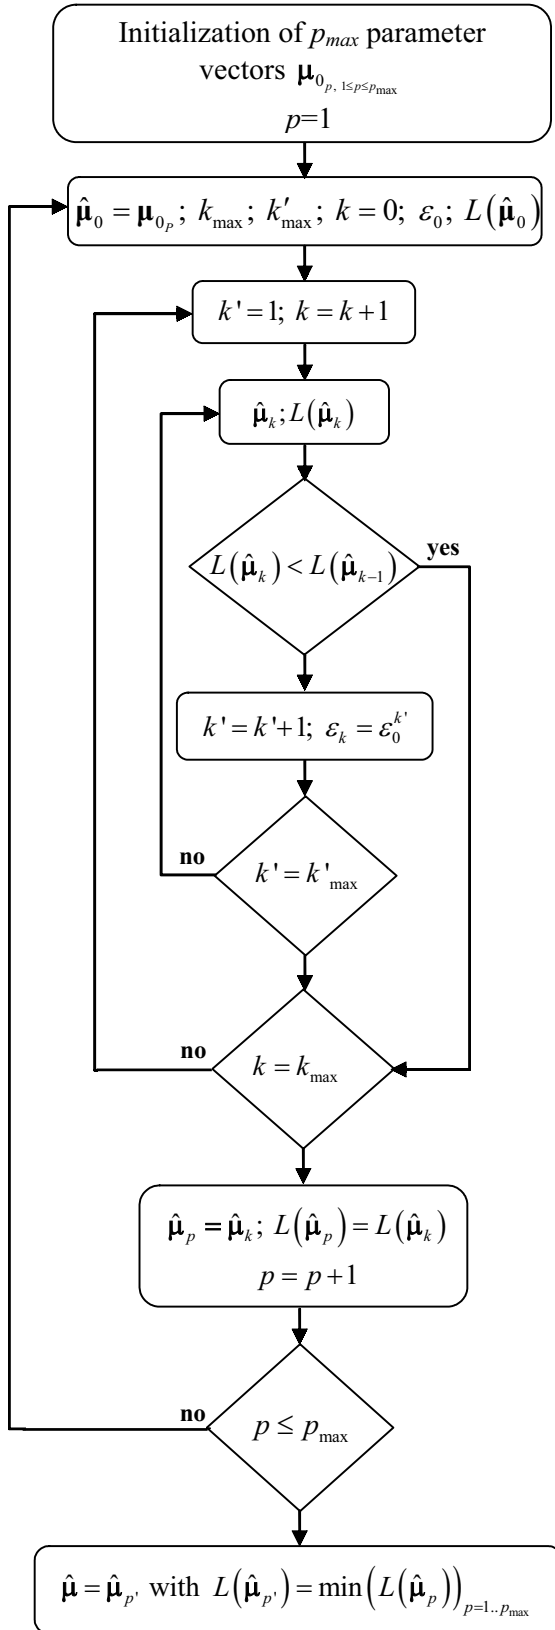 Initialization of p_max parameter
vectors μ_{0_{p, 1≤p≤p_max}}
p=1
μ̂_0 = μ_{0_P}; k_max; k′_max; k = 0; ε_0; L(μ̂_0)
k'=1; k = k+1
μ̂_k; L(μ̂_k)
L(μ̂_k) < L(μ̂_{k−1})
yes
k'=k'+1; ε_k = ε_0^{k'}
no
k'=k'_max
no
k = k_max
μ̂_p = μ̂_k; L(μ̂_p) = L(μ̂_k)
p = p+1
no
p ≤ p_max
μ̂ = μ̂_{p'} with L(μ̂_{p'}) = min(L(μ̂_p))_{p=1..p_max}